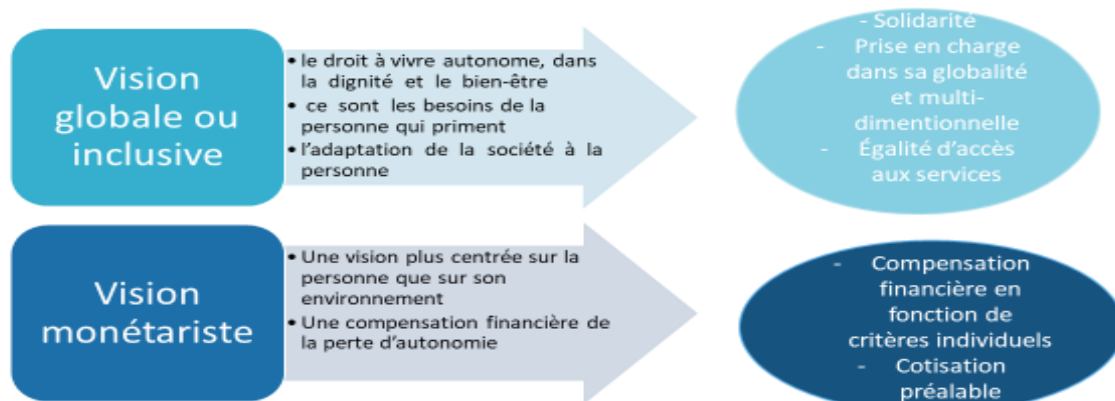 Vision
globale ou
inclusive
• le droit à vivre autonome, dans
la dignité et le bien-être
• ce sont les besoins de la
personne qui priment
• l'adaptation de la société à la
personne
- Solidarité
- Prise en charge
dans sa globalité
et multi-
dimentionnelle
- Égalité d'accès
aux services
Vision
monétariste
• Une vision plus centrée sur la
personne que sur son
environnement
• Une compensation financière de
la perte d'autonomie
- Compensation
financière en
fonction de
critères individuels
- Cotisation
préalable